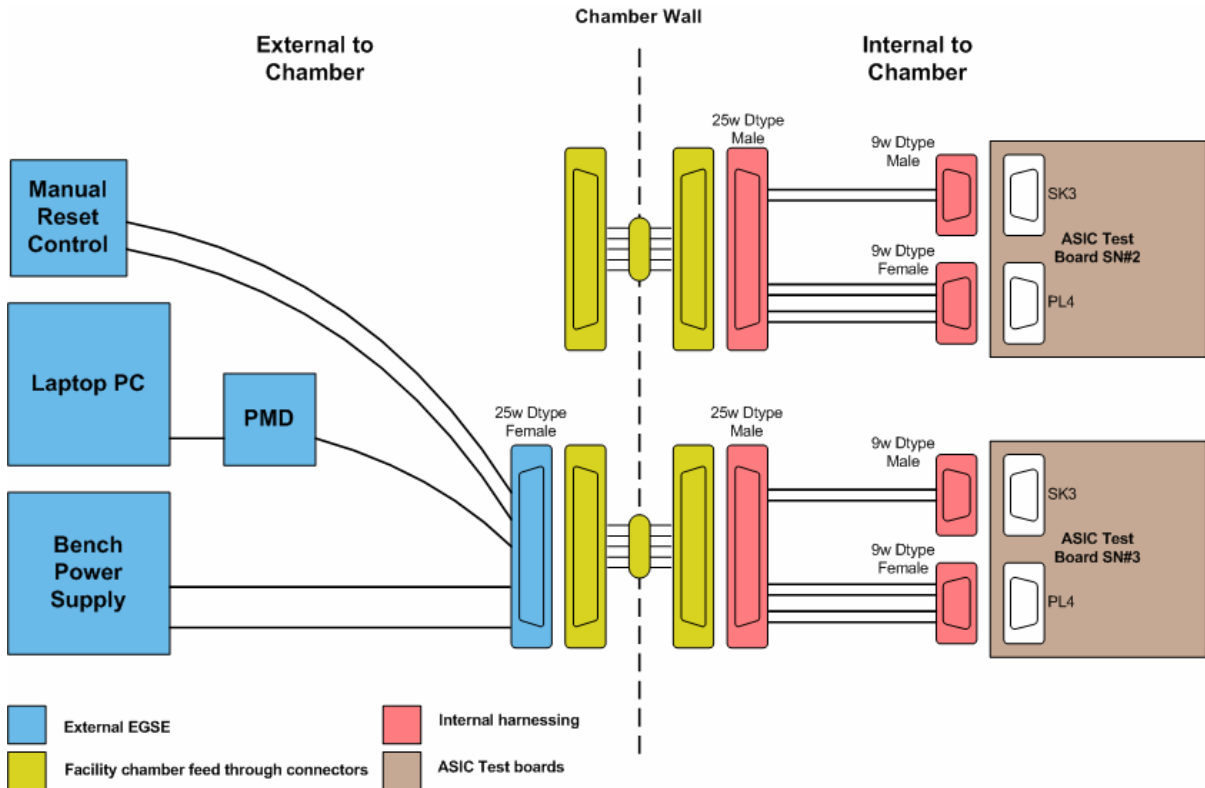 Chamber Wall
External to
Chamber
Internal to
Chamber
25w Dtype
Male
9w Dtype
Male
Manual
Reset
Control
SK3
ASIC Test
Board SN#2
9w Dtype
Female
PL4
Laptop PC
PMD
25w Dtype
Female
25w Dtype
Male
9w Dtype
Male
SK3
Bench
Power
Supply
ASIC Test
Board SN#3
9w Dtype
Female
PL4
External EGSE
Internal harnessing
Facility chamber feed through connectors
ASIC Test boards